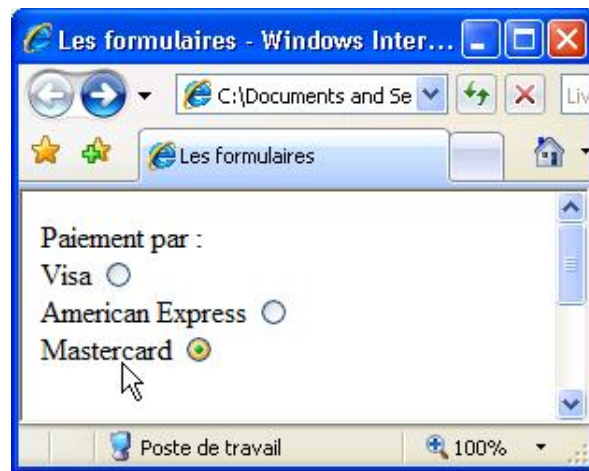 Les formulaires - Windows Inter...
C:\Documents and Se
Liv
Les formulaires
Paiement par :
Visa
American Express
Mastercard
Poste de travail
100%